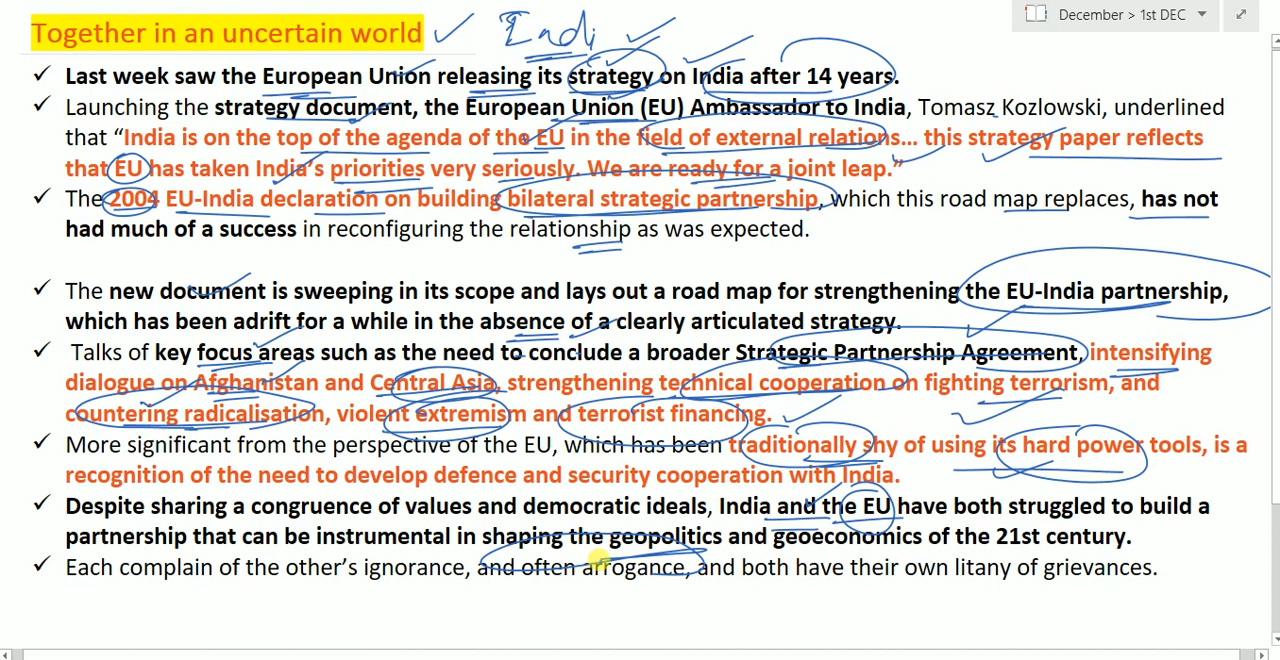 December > 1st DEC
Together in an uncertain world
Indi
✓ Last week saw the European Union releasing its strategy on India after 14 years.
✓ Launching the strategy document, the European Union (EU) Ambassador to India, Tomasz Kozlowski, underlined
that “India is on the top of the agenda of the EU in the field of external relations... this strategy paper reflects
that EU has taken India’s priorities very seriously. We are ready for a joint leap.”
✓ The 2004 EU-India declaration on building bilateral strategic partnership, which this road map replaces, has not
had much of a success in reconfiguring the relationship as was expected.
✓ The new document is sweeping in its scope and lays out a road map for strengthening the EU-India partnership,
which has been adrift for a while in the absence of a clearly articulated strategy.
✓ Talks of key focus areas such as the need to conclude a broader Strategic Partnership Agreement, intensifying
dialogue on Afghanistan and Central Asia, strengthening technical cooperation on fighting terrorism, and
countering radicalisation, violent extremism and terrorist financing.
✓ More significant from the perspective of the EU, which has been traditionally shy of using its hard power tools, is a
recognition of the need to develop defence and security cooperation with India.
✓ Despite sharing a congruence of values and democratic ideals, India and the EU have both struggled to build a
partnership that can be instrumental in shaping the geopolitics and geoeconomics of the 21st century.
✓ Each complain of the other’s ignorance, and often arrogance, and both have their own litany of grievances.